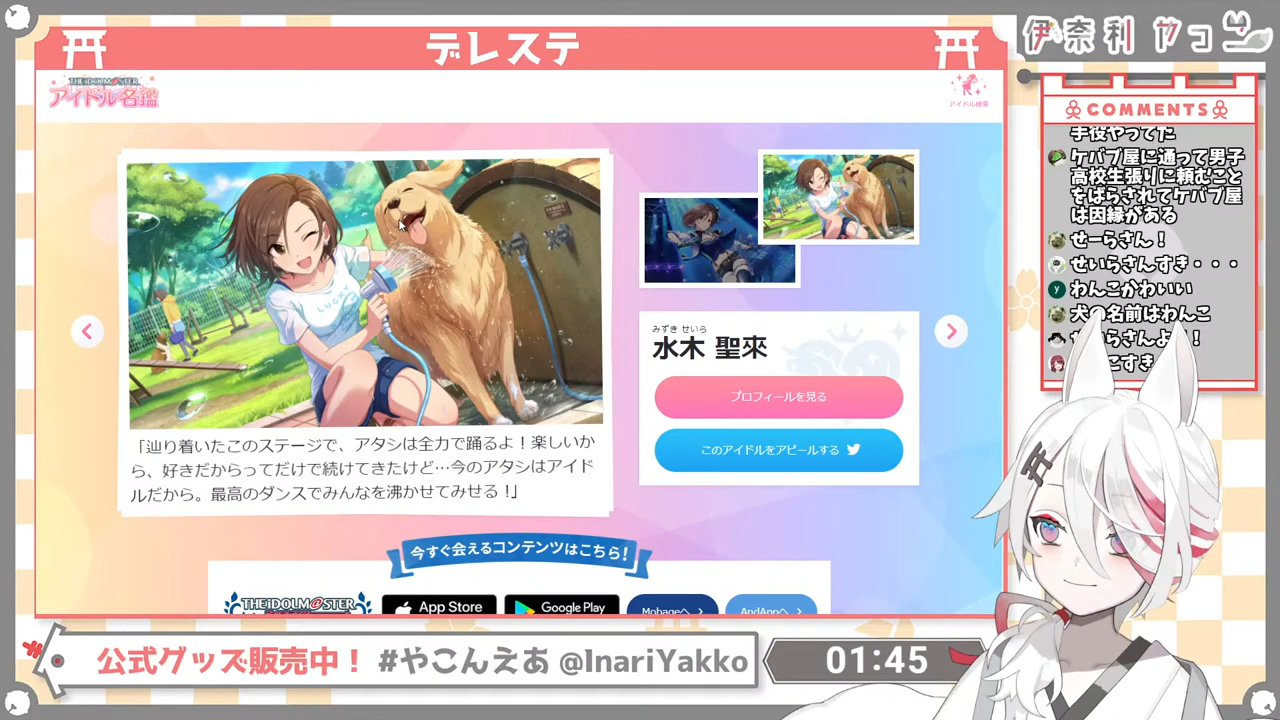 デレステ
伊奈利 ヤコ
THE IDOLM@STER
アイドル名鑑
アイドル検索
COMMENTS
手役やってた
ケバブ屋に通って男子
高校生張りに頼むこと
をばらされてケバブ屋
は因縁がある
せーらさん！
せいらさんすき・・・
y
わんこかわいい
犬の名前はわんこ
LUCK
みずき せいら
水木 聖來
プロフィールを見る
このアイドルをアピールする
「辿り着いたこのステージで、アタシは全力で踊るよ！楽しいか
ら、好きだからってだけで続けてきたけど…今のアタシはアイド
ルだから。最高のダンスでみんなを沸かせてみせる！」
今すぐ会えるコンテンツはこちら！
THE IDOLM@STER
App Store
Google Play
Mobageへ
AndAppへ
公式グッズ販売中！ #やこんえあ @InariYakko
01:45